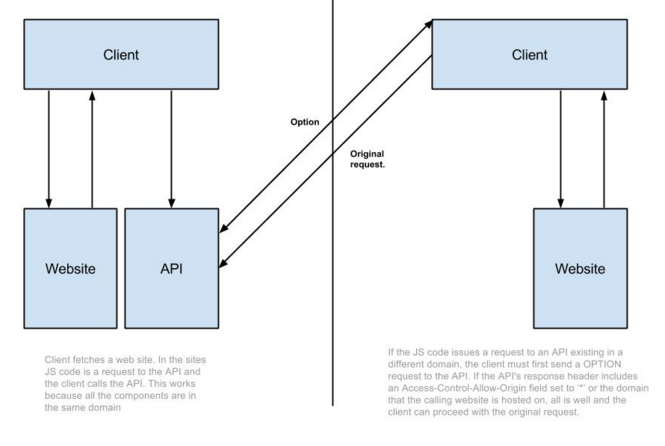 Client
Client
Option
Original
request.
Website
API
Website
Client fetches a web site. In the sites
JS code is a request to the API and
the client calls the API. This works
because all the components are in
the same domain
If the JS code issues a request to an API existing in a
different domain, the client must first send a OPTION
request to the API. If the API's response header includes
an Access-Control-Allow-Origin field set to '*' or the domain
that the calling website is hosted on, all is well and the
client can proceed with the original request.